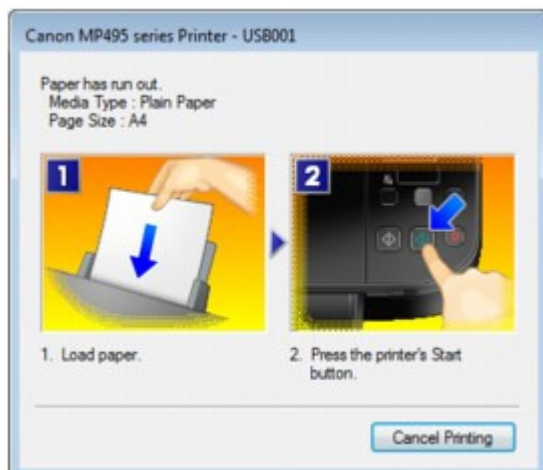 Canon MP495 series Printer - USB001
Paper has run out.
Media Type : Plain Paper
Page Size : A4
1
2
1. Load paper.
2. Press the printer's Start
button.
Cancel Printing